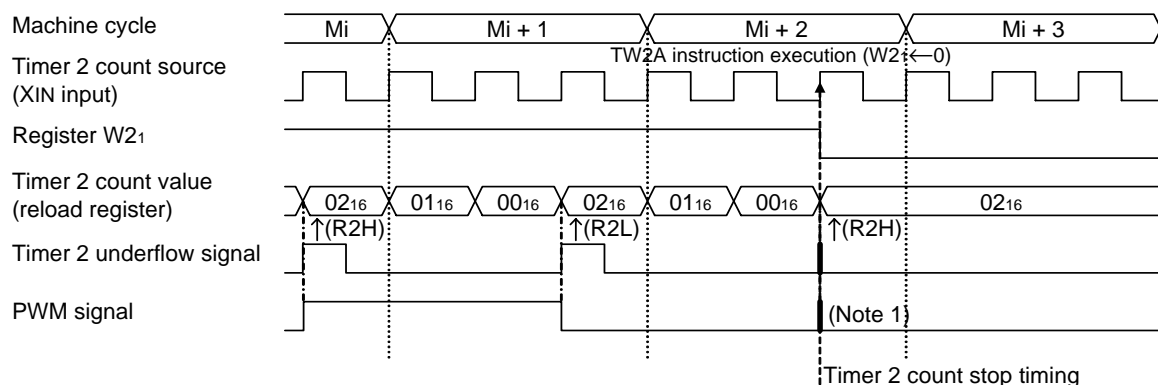 Machine cycle Mi Mi + 1 Mi + 2 Mi + 3
TW2A instruction execution (W21←0)
Timer 2 count source
(XIN input)
Register W21
Timer 2 count value
(reload register)
0216 0116 0016 0216 0116 0016 0216
↑(R2H) ↑(R2L) ↑(R2H)
Timer 2 underflow signal
PWM signal (Note 1)
Timer 2 count stop timing